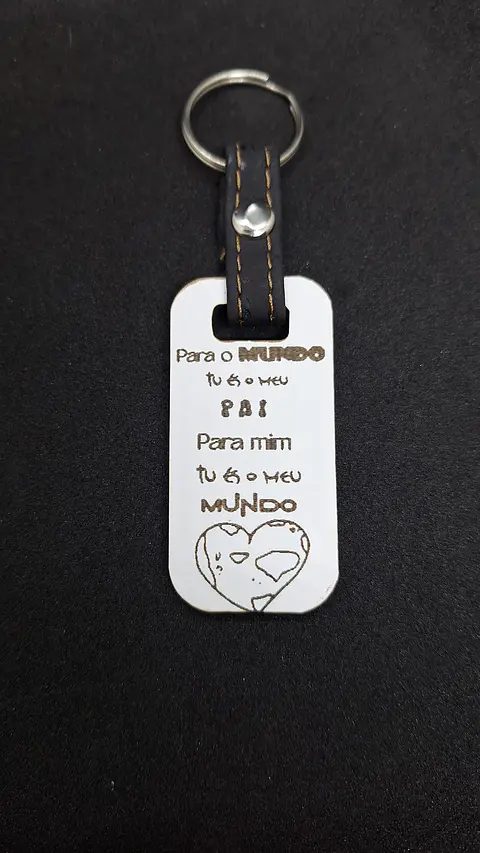 Para o MUNDO
TU ÉS O MEU
PAI
Para mim
TU ÉS O MEU
MUNDO